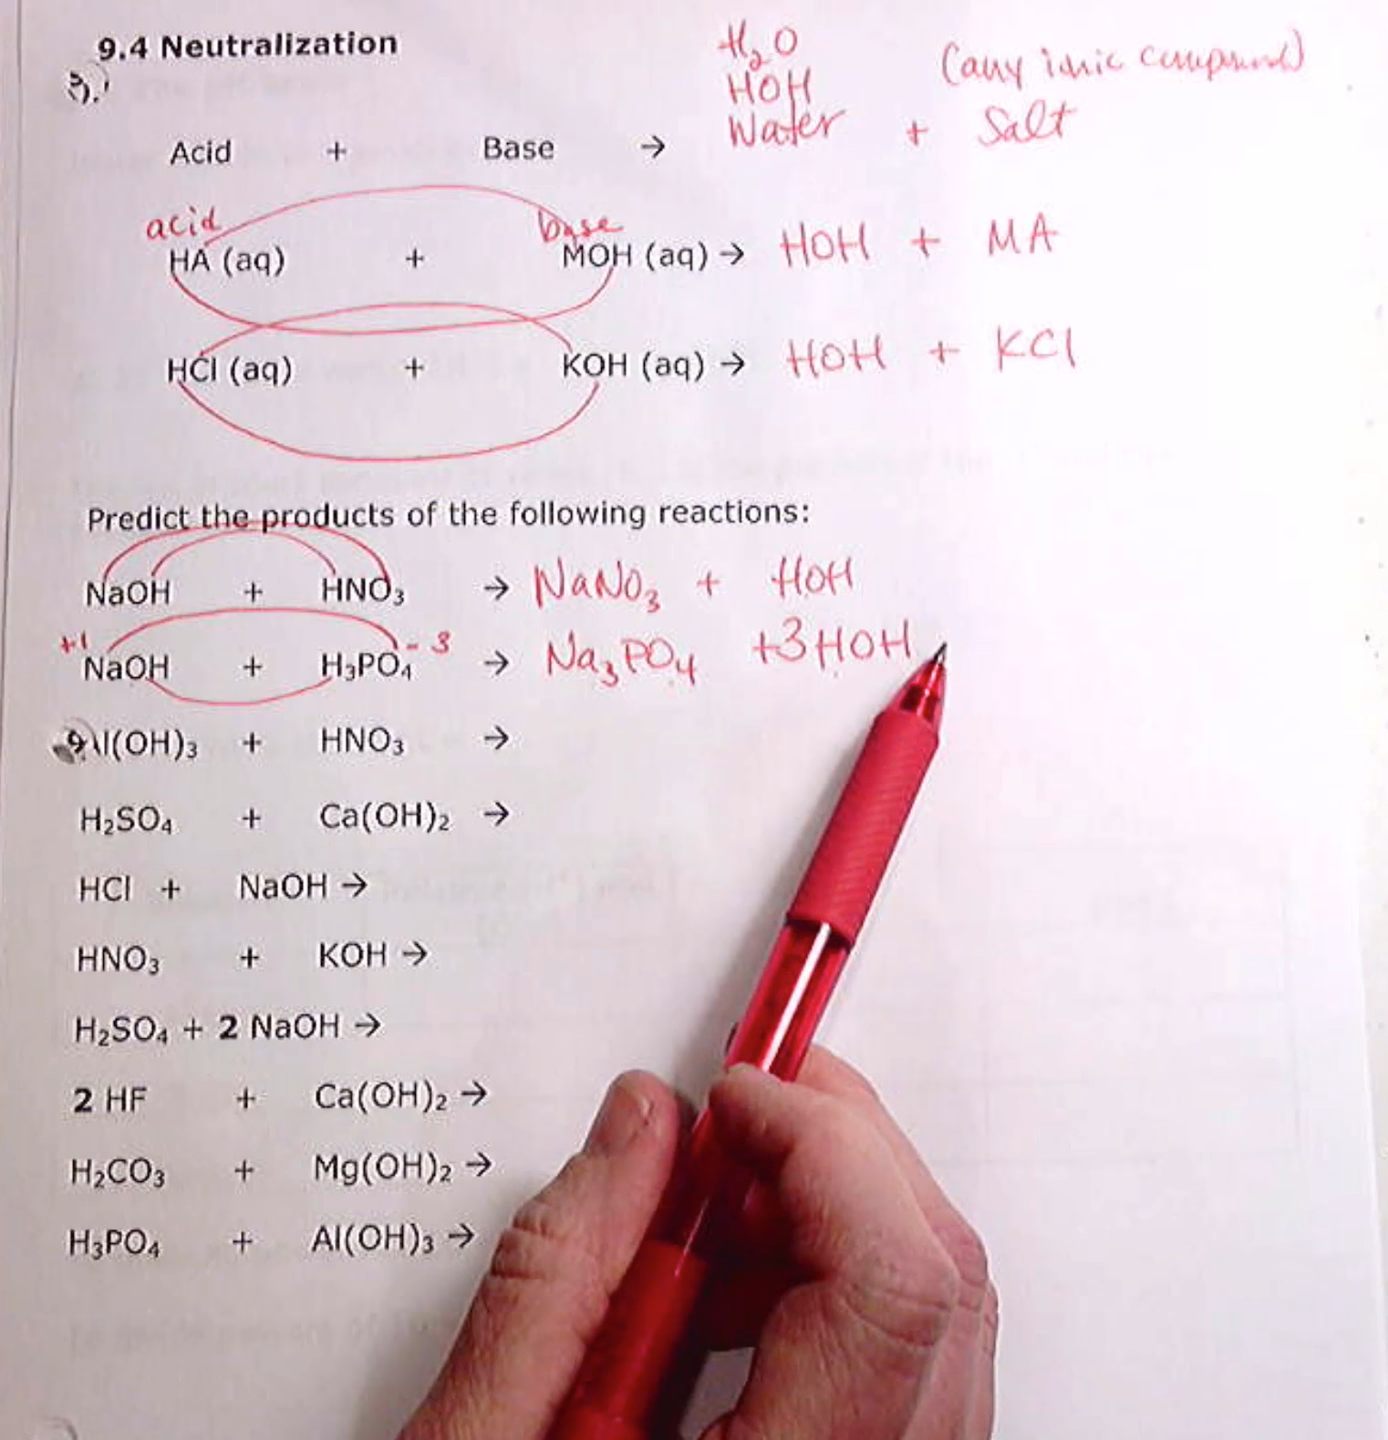 9.4 Neutralization
H₂O
HOH (any ionic compound)
Water + Salt
Acid + Base →
acid base
HA (aq) + MOH (aq) → HOH + MA
HCl (aq) + KOH (aq) → HOH + KCl
Predict the products of the following reactions:
NaOH + HNO₃ → NaNO₃ + HOH
+1 -3
NaOH + H₃PO₄ → Na₃PO₄ +3HOH
Al(OH)₃ + HNO₃ →
H₂SO₄ + Ca(OH)₂ →
HCl + NaOH →
HNO₃ + KOH →
H₂SO₄ + 2 NaOH →
2 HF + Ca(OH)₂ →
H₂CO₃ + Mg(OH)₂ →
H₃PO₄ + Al(OH)₃ →